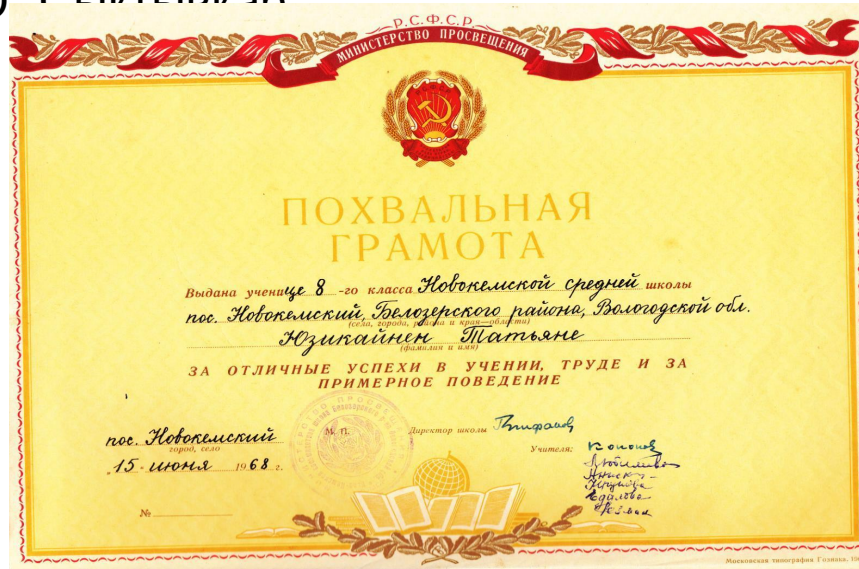 Р.С.Ф.С.Р.
МИНИСТЕРСТВО ПРОСВЕЩЕНИЯ
ПОХВАЛЬНАЯ
ГРАМОТА
Выдана ученице 8 -го класса Новокемской средней школы
пос. Новокемский, Белозерского района, Вологодской обл.
(села, города, района и края—области)
Юзикайнен Татьяне
(фамилия и имя)
ЗА ОТЛИЧНЫЕ УСПЕХИ В УЧЕНИИ, ТРУДЕ И ЗА
ПРИМЕРНОЕ ПОВЕДЕНИЕ
пос. Новокемский
город, село
М. П.
Директор школы
Учителя:
„15" июня 1968 г.
№
Московская типография Гознака.